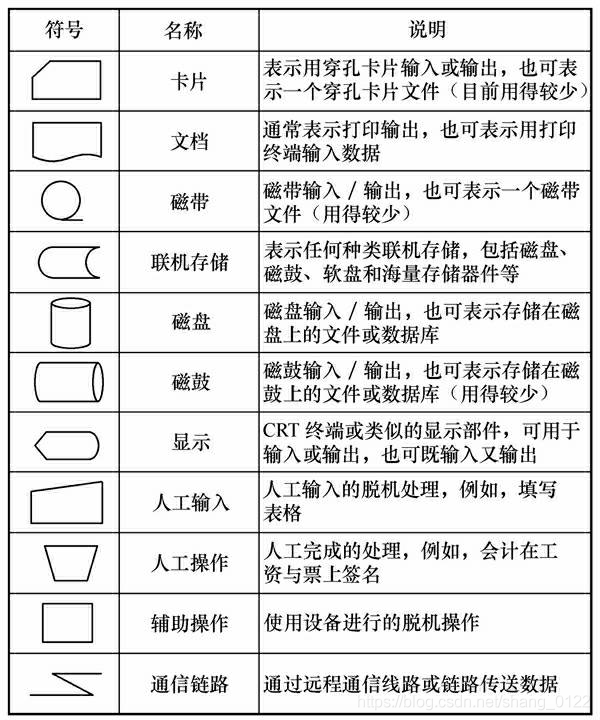 符号 名称 说明
卡片 表示用穿孔卡片输入或输出，也可表
示一个穿孔卡片文件（目前用得较少）
文档 通常表示打印输出，也可表示用打印
终端输入数据
磁带 磁带输入／输出，也可表示一个磁带
文件（用得较少）
联机存储 表示任何种类联机存储，包括磁盘、
磁鼓、软盘和海量存储器件等
磁盘 磁盘输入／输出，也可表示存储在磁
盘上的文件或数据库
磁鼓 磁鼓输入／输出，也可表示存储在磁
鼓上的文件或数据库（用得较少）
显示 CRT 终端或类似的显示部件，可用于
输入或输出，也可既输入又输出
人工输入 人工输入的脱机处理，例如，填写
表格
人工操作 人工完成的处理，例如，会计在工
资与票上签名
辅助操作 使用设备进行的脱机操作
通信链路 通过远程通信线路或链路传送数据
https://blog.csdn.net/shang_0122